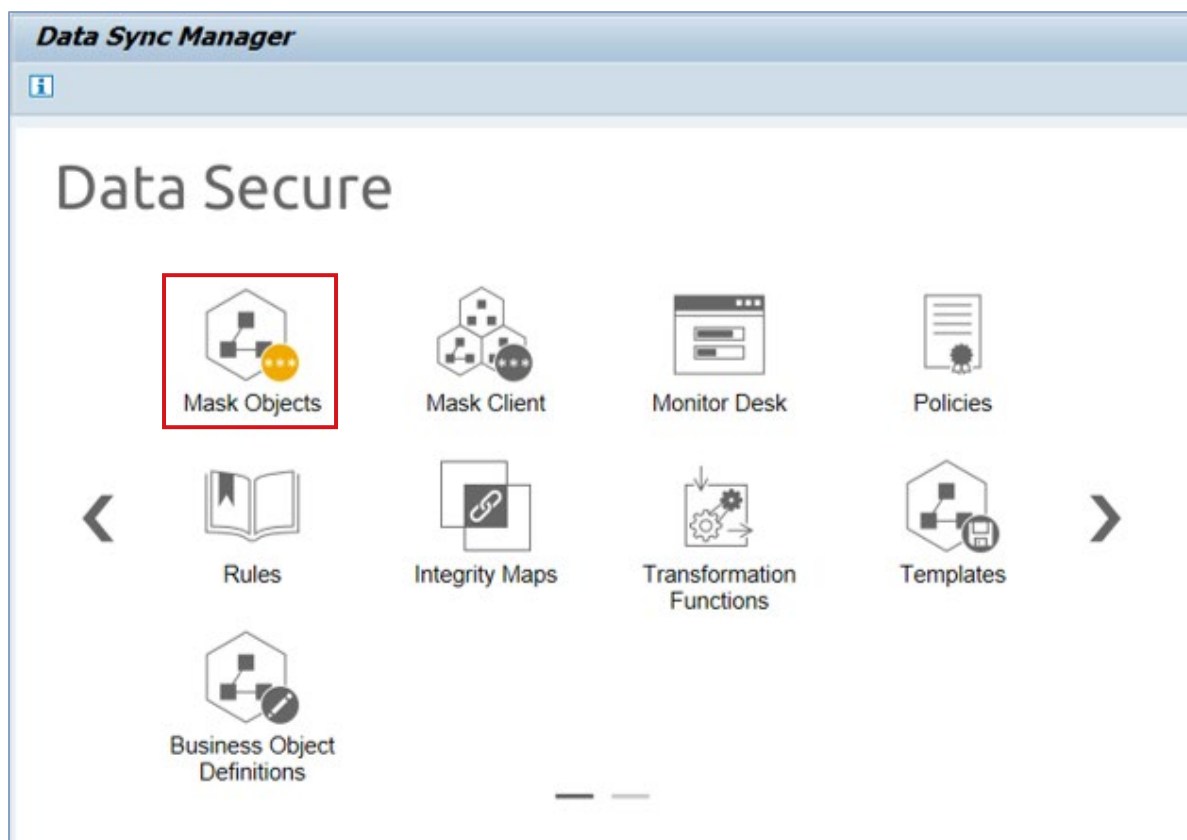 Data Sync Manager
Data Secure
Mask Objects
Mask Client
Monitor Desk
Policies
Rules
Integrity Maps
Transformation
Functions
Templates
Business Object
Definitions